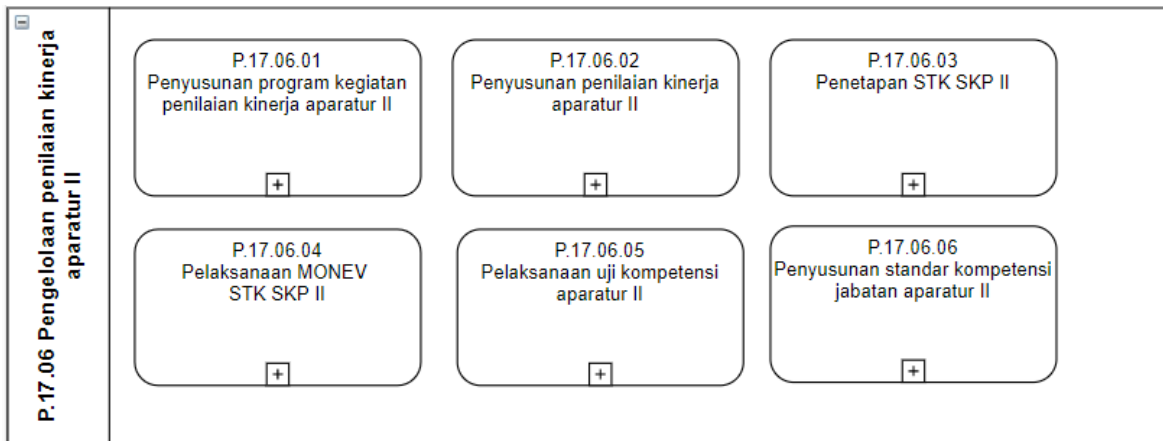 P.17.06 Pengelolaan penilaian kinerja
aparatur II
P.17.06.01
Penyusunan program kegiatan
penilaian kinerja aparatur II
P.17.06.02
Penyusunan penilaian kinerja
aparatur II
P.17.06.03
Penetapan STK SKP II
P.17.06.04
Pelaksanaan MONEV
STK SKP II
P.17.06.05
Pelaksanaan uji kompetensi
aparatur II
P.17.06.06
Penyusunan standar kompetensi
jabatan aparatur II